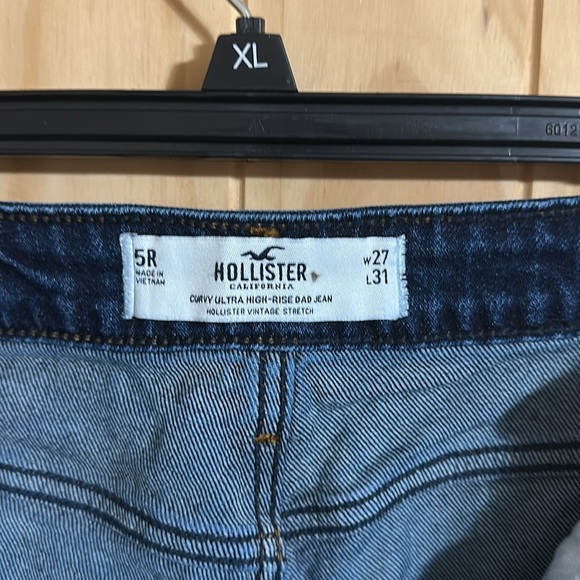 XL
6012
5R
MADE IN
VIETNAM
HOLLISTER
CALIFORNIA
CURVY ULTRA HIGH-RISE DAD JEAN
HOLLISTER VINTAGE STRETCH
W27
L31